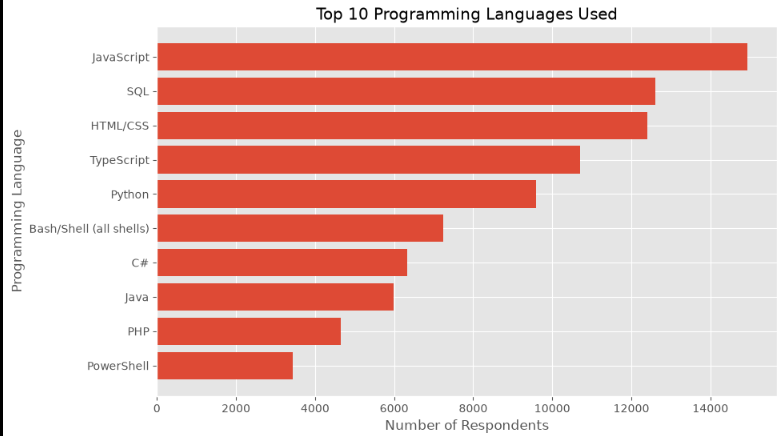 Top 10 Programming Languages Used
Programming Language
JavaScript
SQL
HTML/CSS
TypeScript
Python
Bash/Shell (all shells)
C#
Java
PHP
PowerShell
0 2000 4000 6000 8000 10000 12000 14000
Number of Respondents